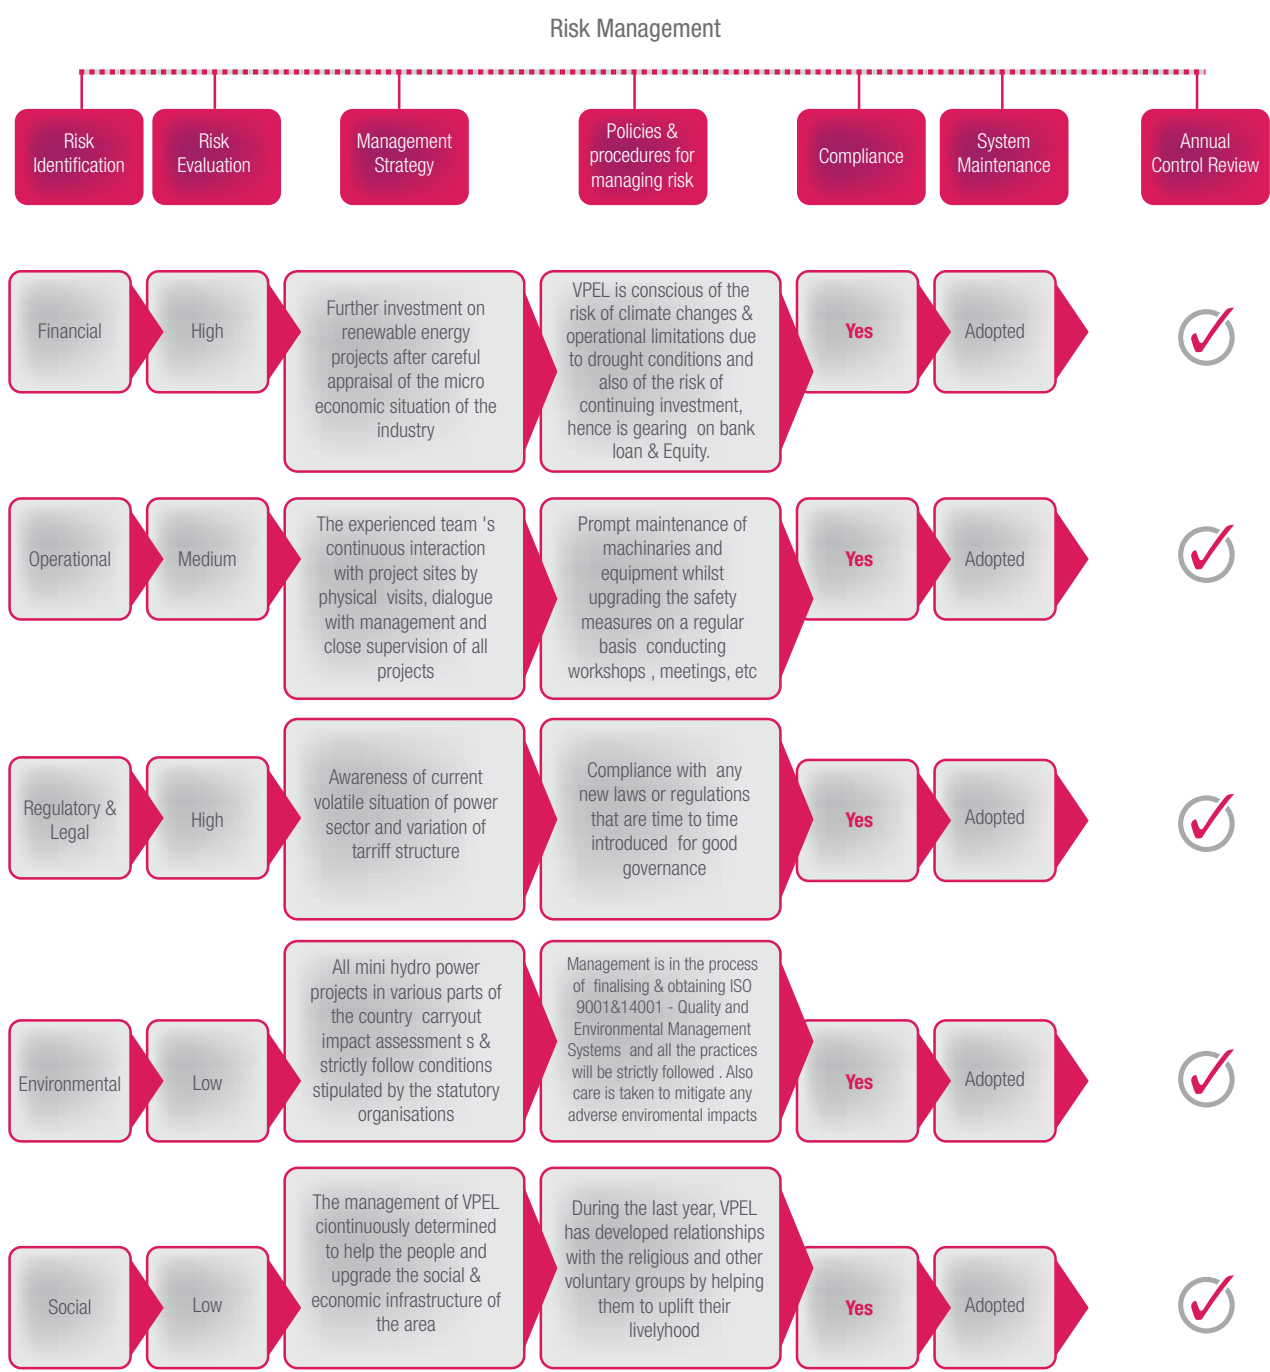 Risk Management
Risk
Identification
Risk
Evaluation
Management
Strategy
Policies &
procedures for
managing risk
Compliance
System
Maintenance
Annual
Control Review
Financial
High
Further investment on
renewable energy
projects after careful
appraisal of the micro
economic situation of the
industry
VPEL is conscious of the
risk of climate changes &
operational limitations due
to drought conditions and
also of the risk of
continuing investment,
hence is gearing on bank
loan & Equity.
Yes
Adopted
Operational
Medium
The experienced team 's
continuous interaction
with project sites by
physical visits, dialogue
with management and
close supervision of all
projects
Prompt maintenance of
machinaries and
equipment whilst
upgrading the safety
measures on a regular
basis conducting
workshops , meetings, etc
Yes
Adopted
Regulatory &
Legal
High
Awareness of current
volatile situation of power
sector and variation of
tarriff structure
Compliance with any
new laws or regulations
that are time to time
introduced for good
governance
Yes
Adopted
Environmental
Low
All mini hydro power
projects in various parts of
the country carryout
impact assessment s &
strictly follow conditions
stipulated by the statutory
organisations
Management is in the process
of finalising & obtaining ISO
9001&14001 - Quality and
Environmental Management
Systems and all the practices
will be strictly followed . Also
care is taken to mitigate any
adverse enviromental impacts
Yes
Adopted
Social
Low
The management of VPEL
ciontinuously determined
to help the people and
upgrade the social &
economic infrastructure of
the area
During the last year, VPEL
has developed relationships
with the religious and other
voluntary groups by helping
them to uplift their
livelyhood
Yes
Adopted